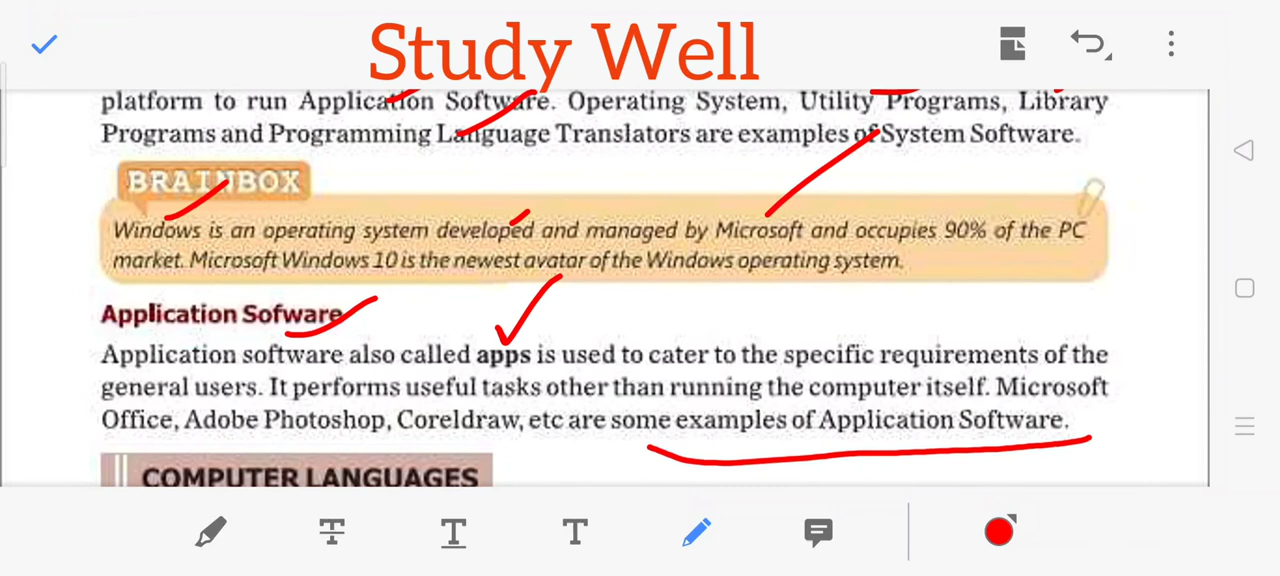 Study Well
platform to run Application Software. Operating System, Utility Programs, Library
Programs and Programming Language Translators are examples of System Software.
BRAINBOX
Windows is an operating system developed and managed by Microsoft and occupies 90% of the PC
market. Microsoft Windows 10 is the newest avatar of the Windows operating system.
Application Sofware
Application software also called apps is used to cater to the specific requirements of the
general users. It performs useful tasks other than running the computer itself. Microsoft
Office, Adobe Photoshop, Coreldraw, etc are some examples of Application Software.
COMPUTER LANGUAGES